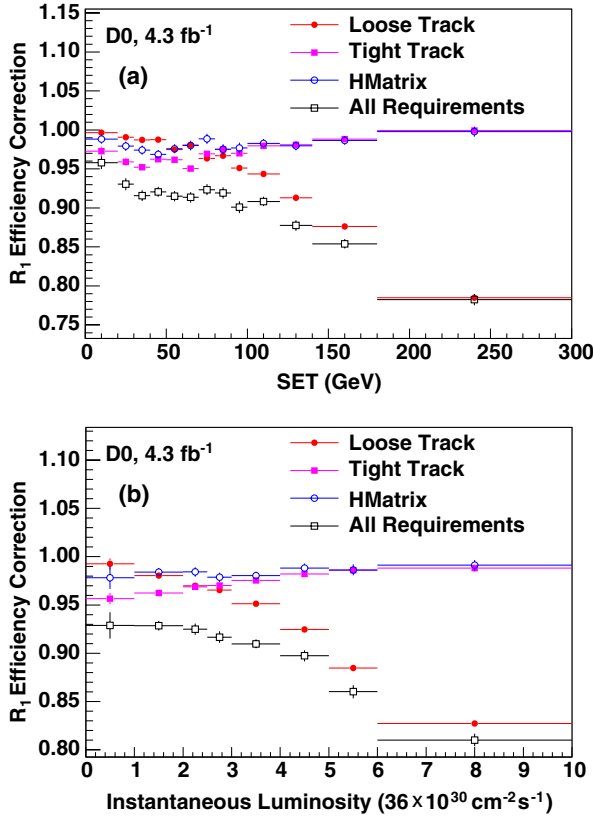 1.15
1.10
1.05
1.00
0.95
0.90
0.85
0.80
0.75
R₁ Efficiency Correction
D0, 4.3 fb⁻¹
(a)
Loose Track
Tight Track
HMatrix
All Requirements
0 50 100 150 200 250 300
SET (GeV)
1.10
1.05
1.00
0.95
0.90
0.85
0.80
R₁ Efficiency Correction
D0, 4.3 fb⁻¹
(b)
Loose Track
Tight Track
HMatrix
All Requirements
0 1 2 3 4 5 6 7 8 9 10
Instantaneous Luminosity (36 × 10³⁰ cm⁻² s⁻¹)